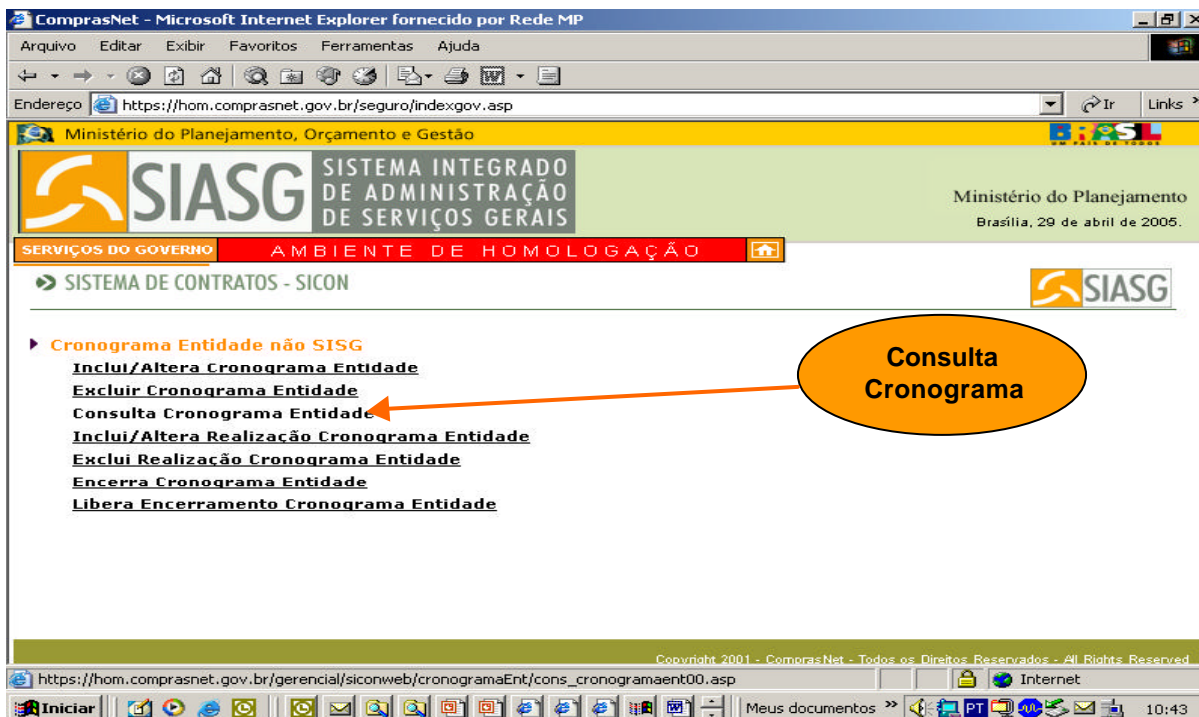 ComprasNet - Microsoft Internet Explorer fornecido por Rede MP
Arquivo Editar Exibir Favoritos Ferramentas Ajuda
Endereço https://hom.comprasnet.gov.br/seguro/indexgov.asp Ir Links
Ministério do Planejamento, Orçamento e Gestão
BRASIL
UM PAÍS DE TODOS
SIASG
SISTEMA INTEGRADO
DE ADMINISTRAÇÃO
DE SERVIÇOS GERAIS
Ministério do Planejamento
Brasília, 29 de abril de 2005.
SERVIÇOS DO GOVERNO AMBIENTE DE HOMOLOGAÇÃO
SISTEMA DE CONTRATOS - SICON
SIASG
Cronograma Entidade não SISG
Inclui/Altera Cronograma Entidade
Excluir Cronograma Entidade
Consulta Cronograma Entidade
Inclui/Altera Realização Cronograma Entidade
Exclui Realização Cronograma Entidade
Encerra Cronograma Entidade
Libera Encerramento Cronograma Entidade
Consulta
Cronograma
Copyright 2001 - ComprasNet - Todos os Direitos Reservados - All Rights Reserved
https://hom.comprasnet.gov.br/gerencial/siconweb/cronogramaEnt/cons_cronogramaent00.asp Internet
Iniciar Meus documentos » PT 10:43